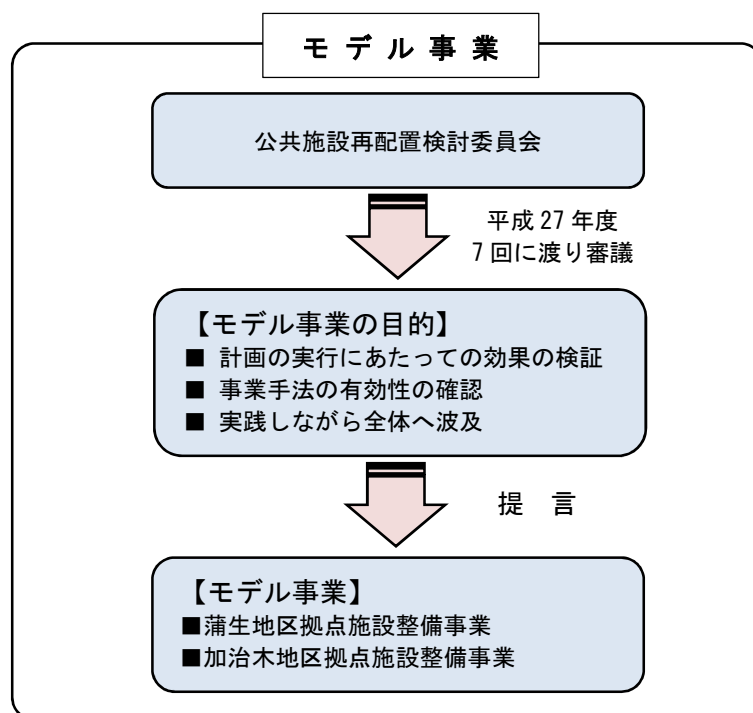 モデル事業
公共施設再配置検討委員会
平成27年度
7回に渡り審議
【モデル事業の目的】
■ 計画の実行にあたっての効果の検証
■ 事業手法の有効性の確認
■ 実践しながら全体へ波及
提 言
【モデル事業】
■蒲生地区拠点施設整備事業
■加治木地区拠点施設整備事業